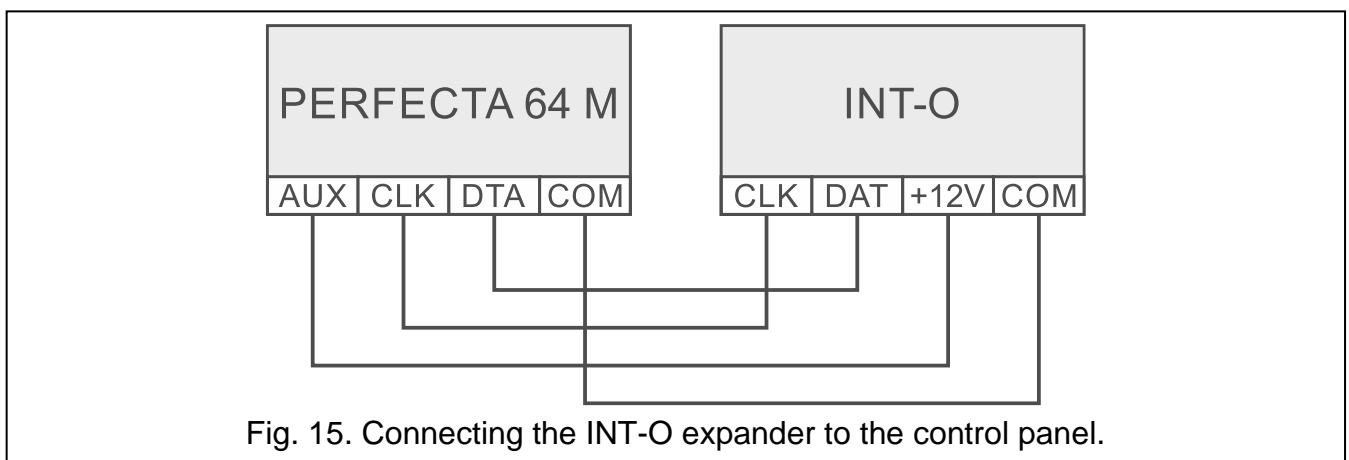 PERFECTA 64 M
INT-O
AUX CLK DTA COM
CLK DAT +12V COM
Fig. 15. Connecting the INT-O expander to the control panel.